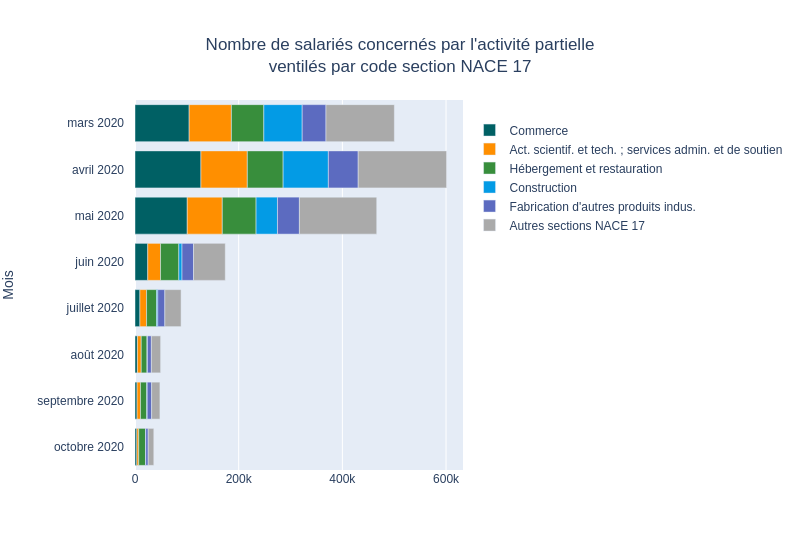 Nombre de salariés concernés par l'activité partielle
ventilés par code section NACE 17
Mois
mars 2020
avril 2020
mai 2020
juin 2020
juillet 2020
août 2020
septembre 2020
octobre 2020
0
200k
400k
600k
Commerce
Act. scientif. et tech. ; services admin. et de soutien
Hébergement et restauration
Construction
Fabrication d'autres produits indus.
Autres sections NACE 17